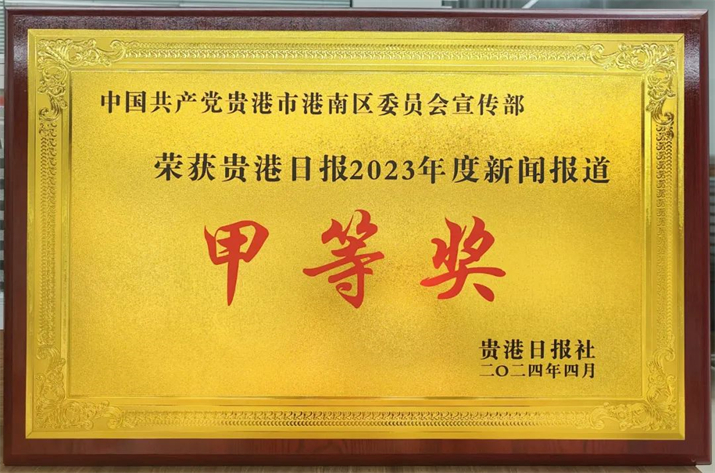 中国共产党贵港市港南区委员会宣传部
荣获贵港日报2023年度新闻报道
甲等奖
贵港日报社
二〇二四年四月